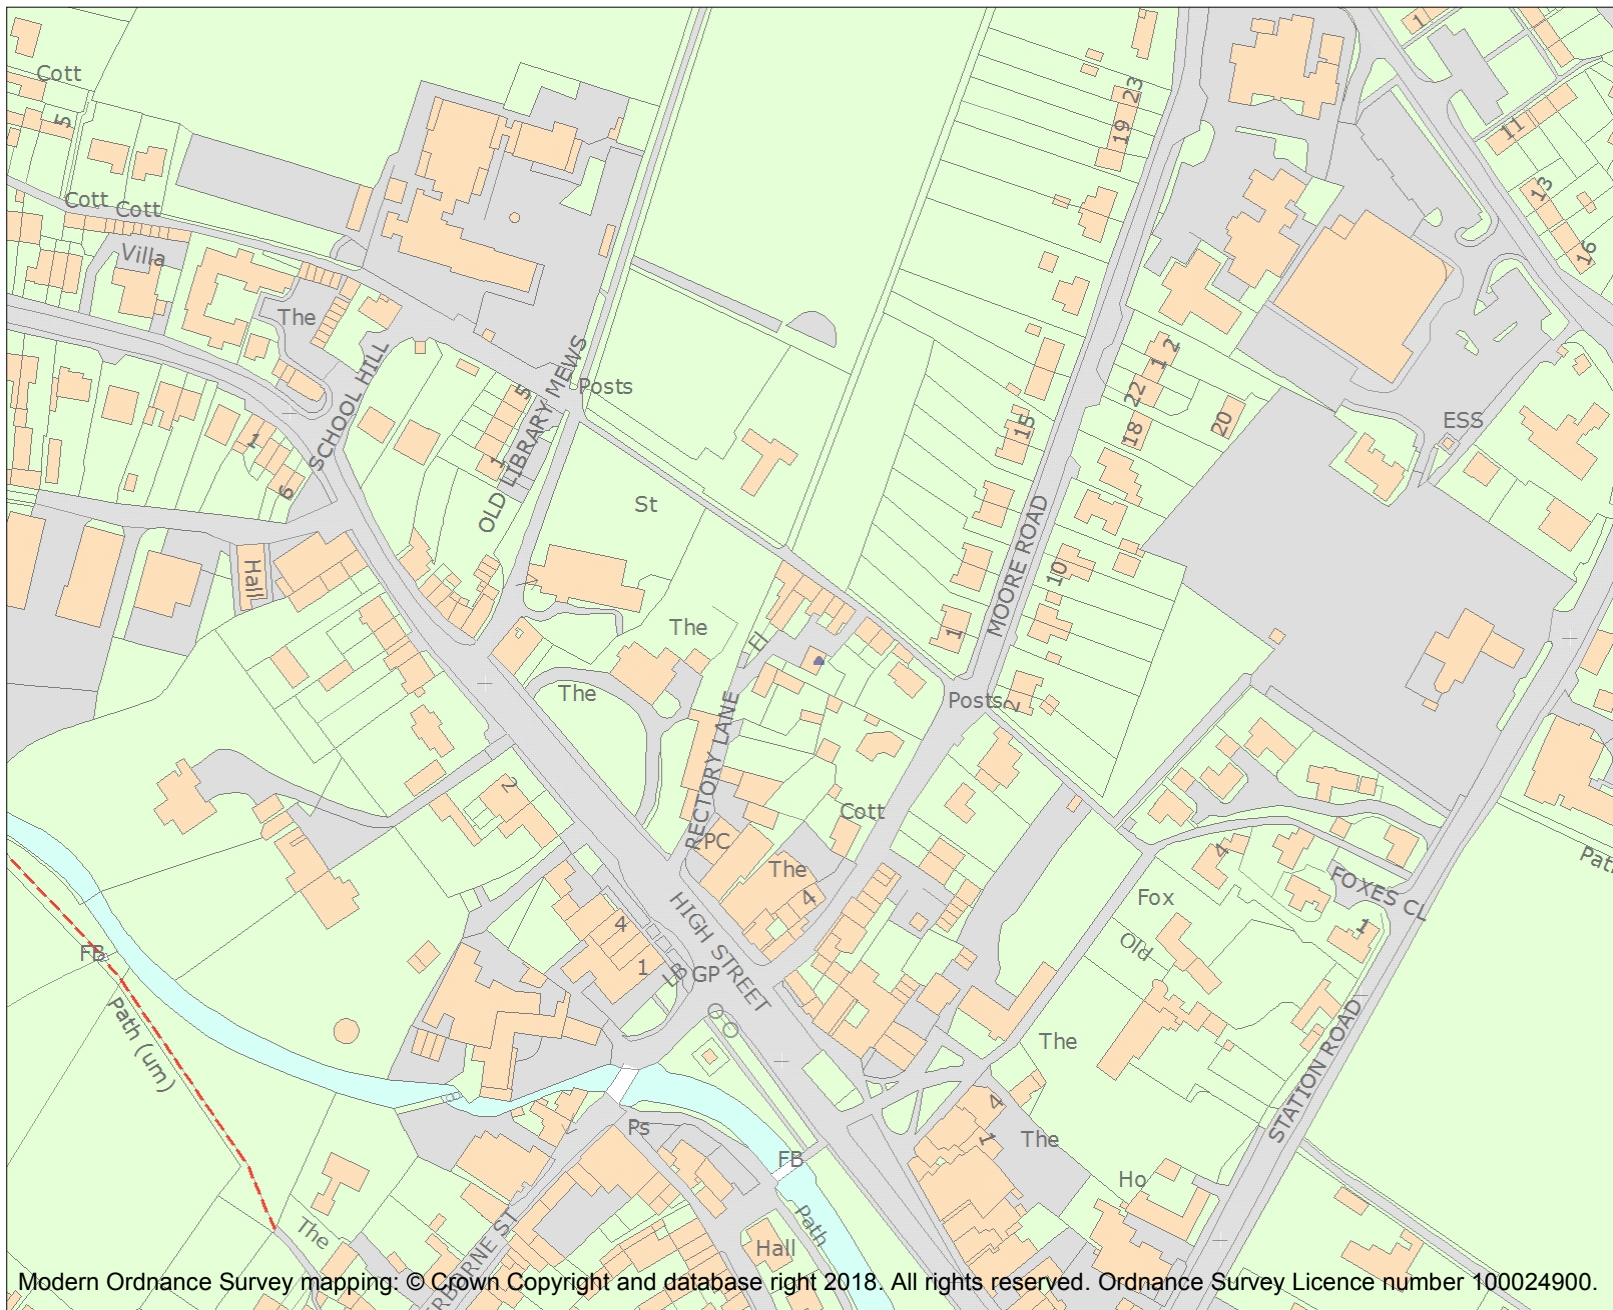 Cott
5
Cott
Cott
Villa
The
SCHOOL HILL
1
6
Hall
OLD LIBRARY MEWS
5
1
Posts
St
The
The
El
RECTORY LANE
PC
The
4
Cott
23
19
15
1
MOORE ROAD
1 2
22
18
20
10
2
Posts
1
11
13
16
ESS
2
4
1
HIGH STREET
LB
GP
FB
Path (um)
Fox
Old
4
FOXES CL
1
Path
STATION ROAD
The
4
1
The
Ho
Ps
FB
Path
Hall
The
Modern Ordnance Survey mapping: © Crown Copyright and database right 2018. All rights reserved. Ordnance Survey Licence number 100024900.